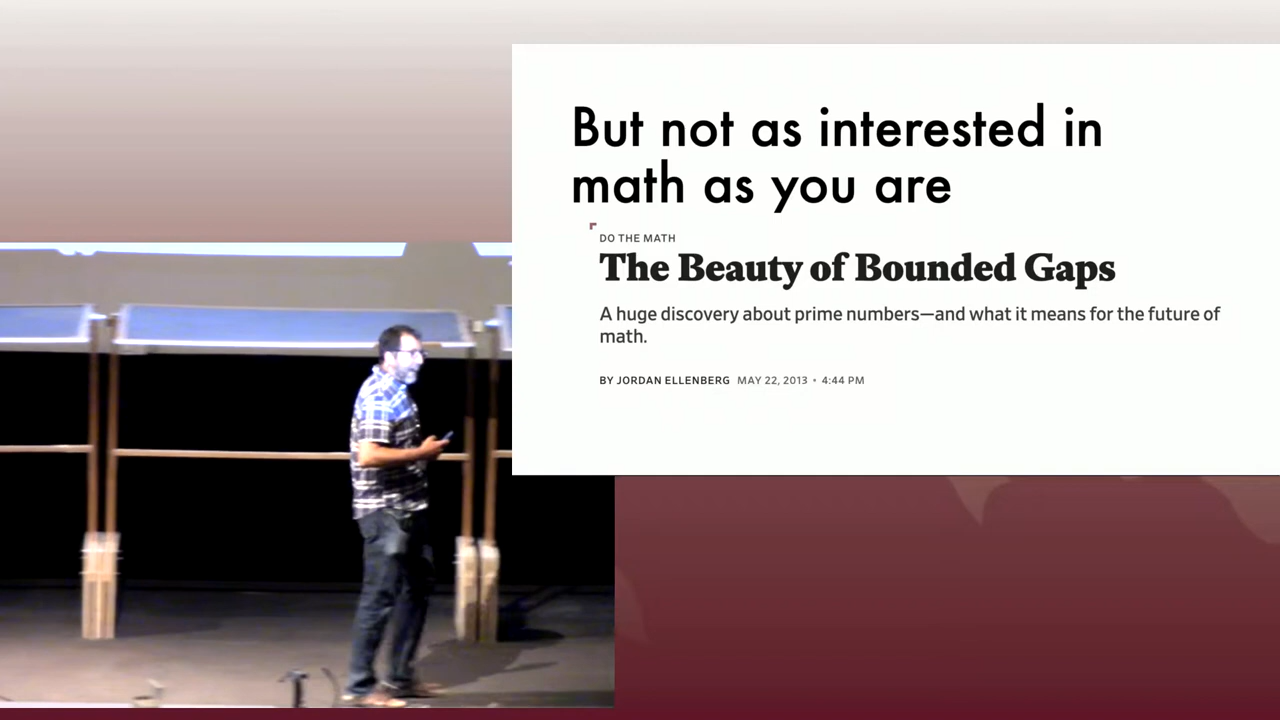 But not as interested in
math as you are
DO THE MATH
The Beauty of Bounded Gaps
A huge discovery about prime numbers—and what it means for the future of
math.
BY JORDAN ELLENBERG MAY 22, 2013 • 4:44 PM